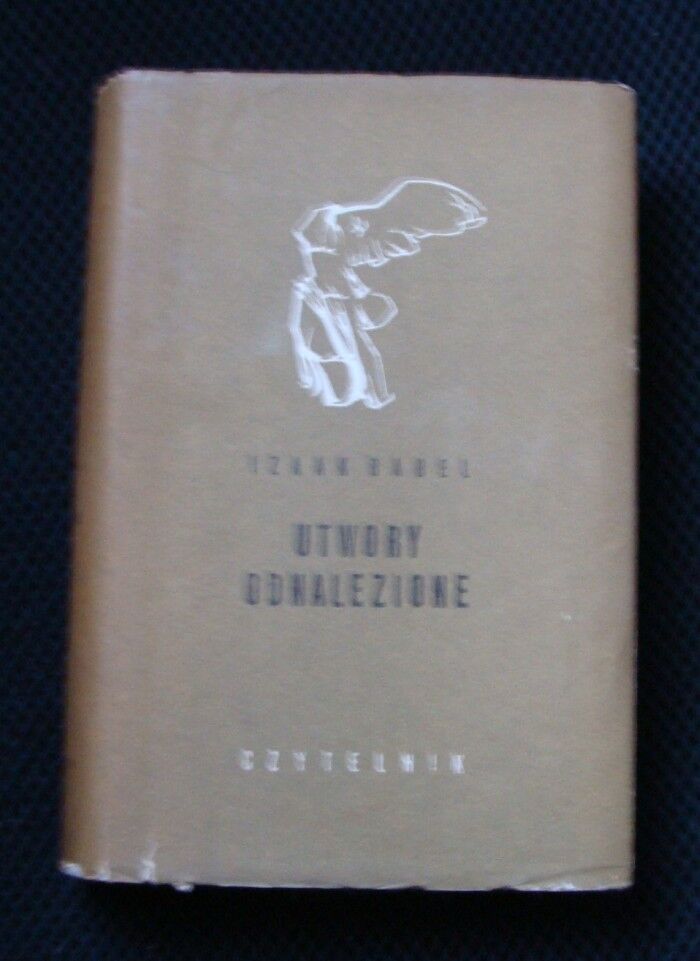 IZAAK BABEL
UTWORY
ODNALEZIONE
CZYTELNIK